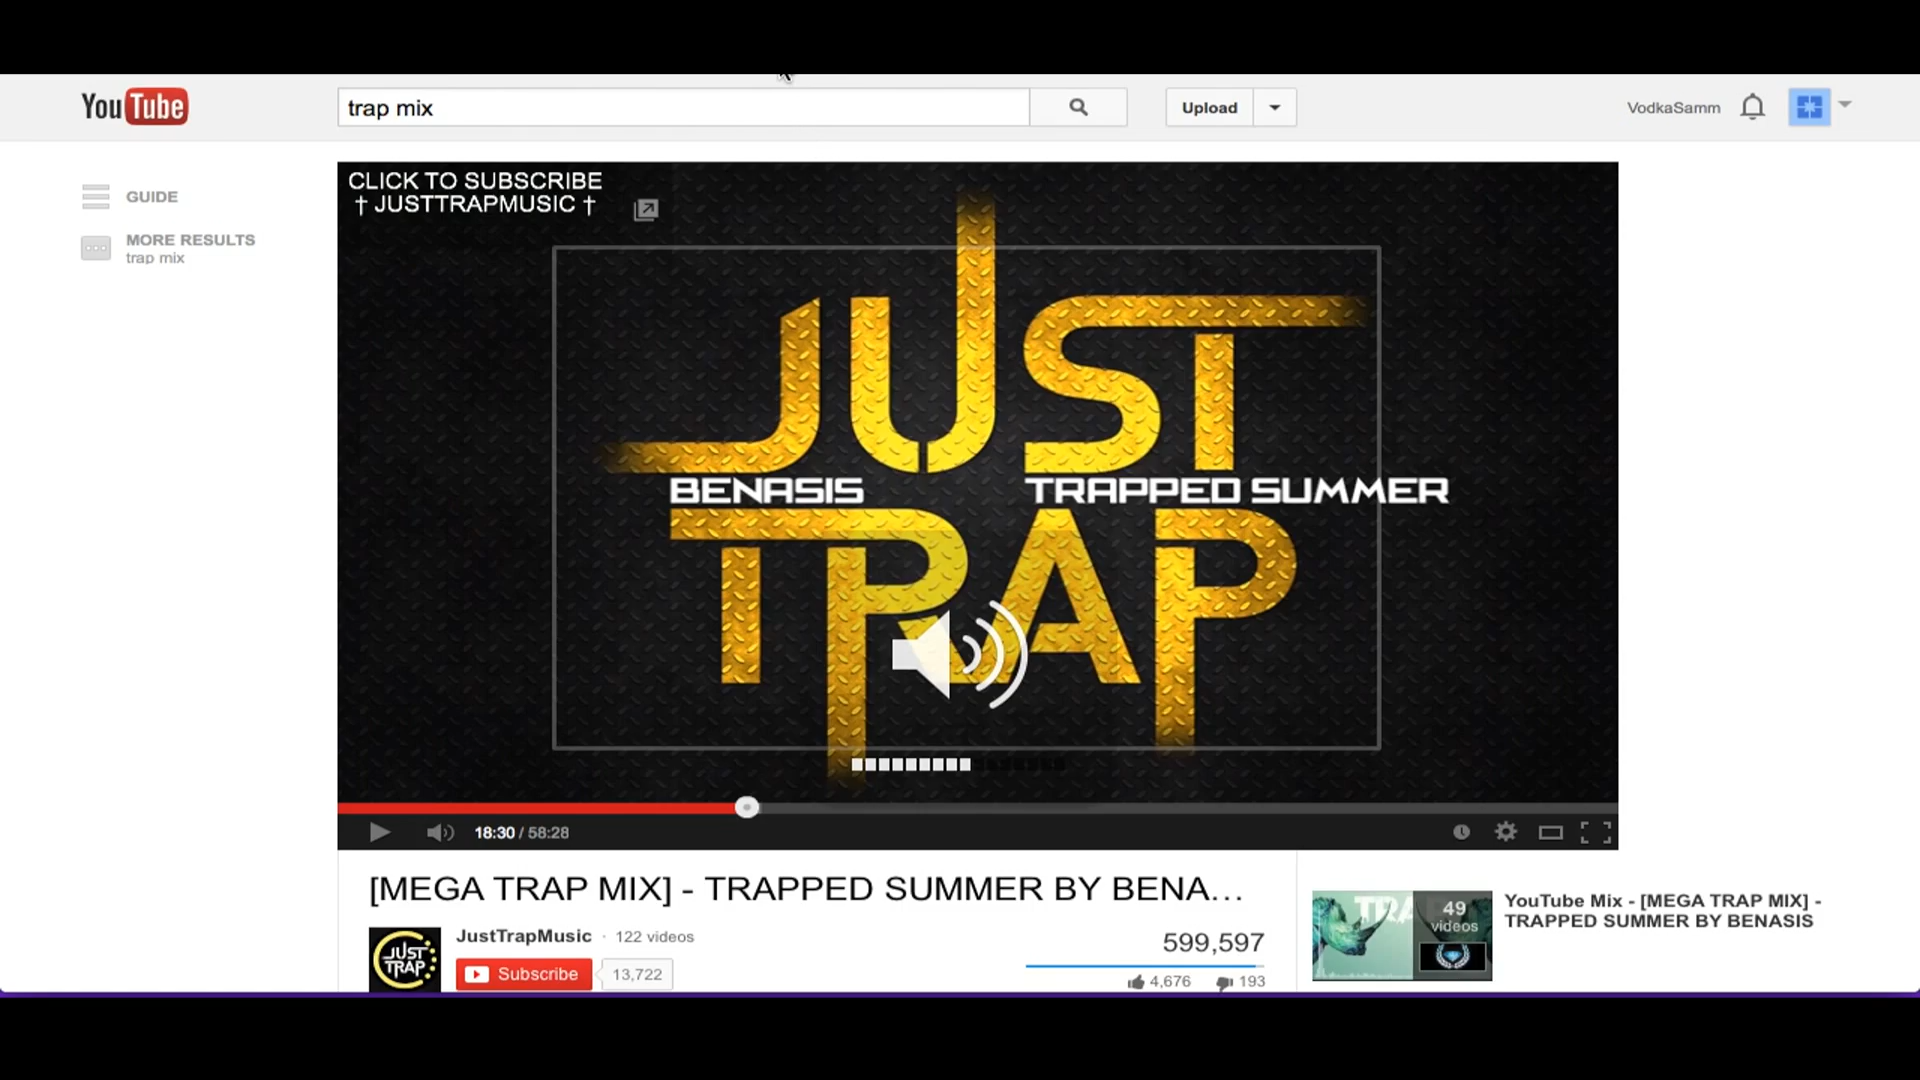 YouTube
trap mix
Upload
VodkaSamm
GUIDE
MORE RESULTS
trap mix
CLICK TO SUBSCRIBE
† JUSTTRAPMUSIC †
JUST
BENASIS TRAPPED SUMMER
TRAP
18:30 / 58:28
[MEGA TRAP MIX] - TRAPPED SUMMER BY BENA...
JUST
TRAP
JustTrapMusic · 122 videos
Subscribe 13,722
599,597
4,676 193
49
videos
YouTube Mix - [MEGA TRAP MIX] -
TRAPPED SUMMER BY BENASIS